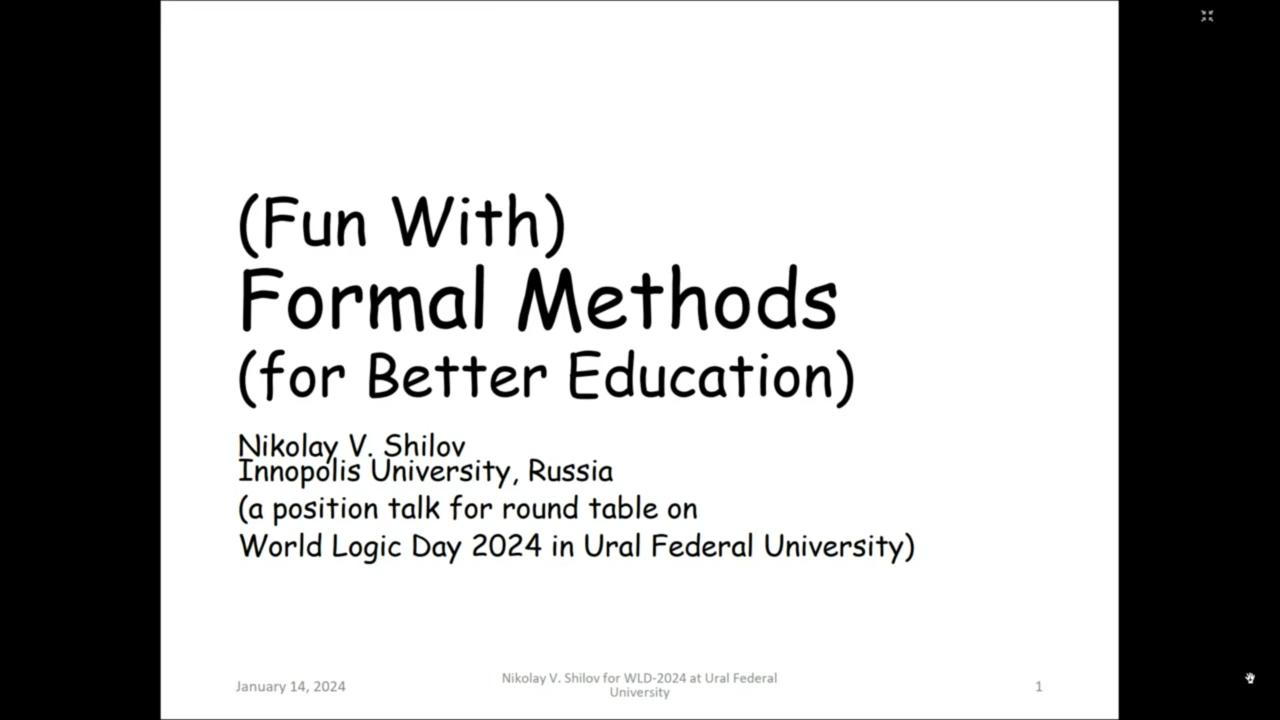 (Fun With)
Formal Methods
(for Better Education)
Nikolay V. Shilov
Innopolis University, Russia
(a position talk for round table on
World Logic Day 2024 in Ural Federal University)
January 14, 2024
Nikolay V. Shilov for WLD-2024 at Ural Federal
University
1